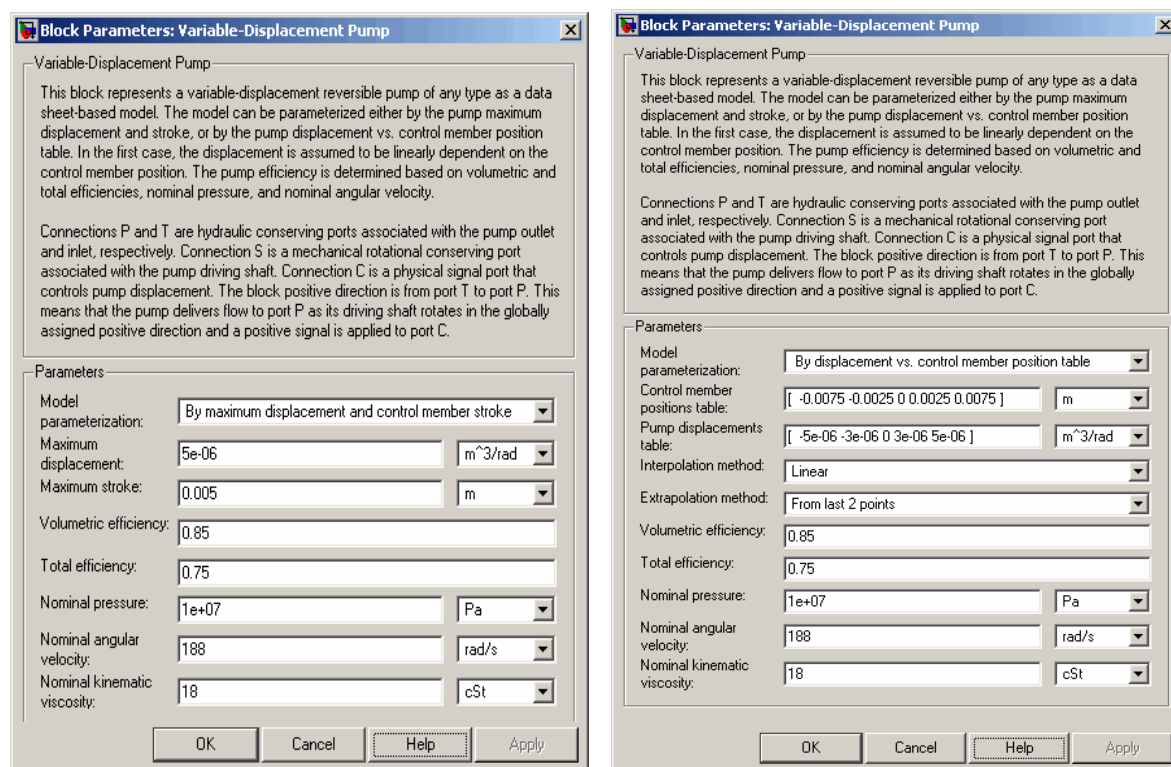 Block Parameters: Variable-Displacement Pump
Variable-Displacement Pump
This block represents a variable-displacement reversible pump of any type as a data
sheet-based model. The model can be parameterized either by the pump maximum
displacement and stroke, or by the pump displacement vs. control member position
table. In the first case, the displacement is assumed to be linearly dependent on the
control member position. The pump efficiency is determined based on volumetric and
total efficiencies, nominal pressure, and nominal angular velocity.
Connections P and T are hydraulic conserving ports associated with the pump outlet
and inlet, respectively. Connection S is a mechanical rotational conserving port
associated with the pump driving shaft. Connection C is a physical signal port that
controls pump displacement. The block positive direction is from port T to port P. This
means that the pump delivers flow to port P as its driving shaft rotates in the globally
assigned positive direction and a positive signal is applied to port C.
Parameters
Model
parameterization:
By maximum displacement and control member stroke
Maximum
displacement:
5e-06
m^3/rad
Maximum stroke:
0.005
m
Volumetric efficiency:
0.85
Total efficiency:
0.75
Nominal pressure:
1e+07
Pa
Nominal angular
velocity:
188
rad/s
Nominal kinematic
viscosity:
18
cSt
OK
Cancel
Help
Apply
Block Parameters: Variable-Displacement Pump
Variable-Displacement Pump
This block represents a variable-displacement reversible pump of any type as a data
sheet-based model. The model can be parameterized either by the pump maximum
displacement and stroke, or by the pump displacement vs. control member position
table. In the first case, the displacement is assumed to be linearly dependent on the
control member position. The pump efficiency is determined based on volumetric and
total efficiencies, nominal pressure, and nominal angular velocity.
Connections P and T are hydraulic conserving ports associated with the pump outlet
and inlet, respectively. Connection S is a mechanical rotational conserving port
associated with the pump driving shaft. Connection C is a physical signal port that
controls pump displacement. The block positive direction is from port T to port P. This
means that the pump delivers flow to port P as its driving shaft rotates in the globally
assigned positive direction and a positive signal is applied to port C.
Parameters
Model
parameterization:
By displacement vs. control member position table
Control member
positions table:
[ -0.0075 -0.0025 0 0.0025 0.0075 ]
m
Pump displacements
table:
[ -5e-06 -3e-06 0 3e-06 5e-06 ]
m^3/rad
Interpolation method:
Linear
Extrapolation method:
From last 2 points
Volumetric efficiency:
0.85
Total efficiency:
0.75
Nominal pressure:
1e+07
Pa
Nominal angular
velocity:
188
rad/s
Nominal kinematic
viscosity:
18
cSt
OK
Cancel
Help
Apply